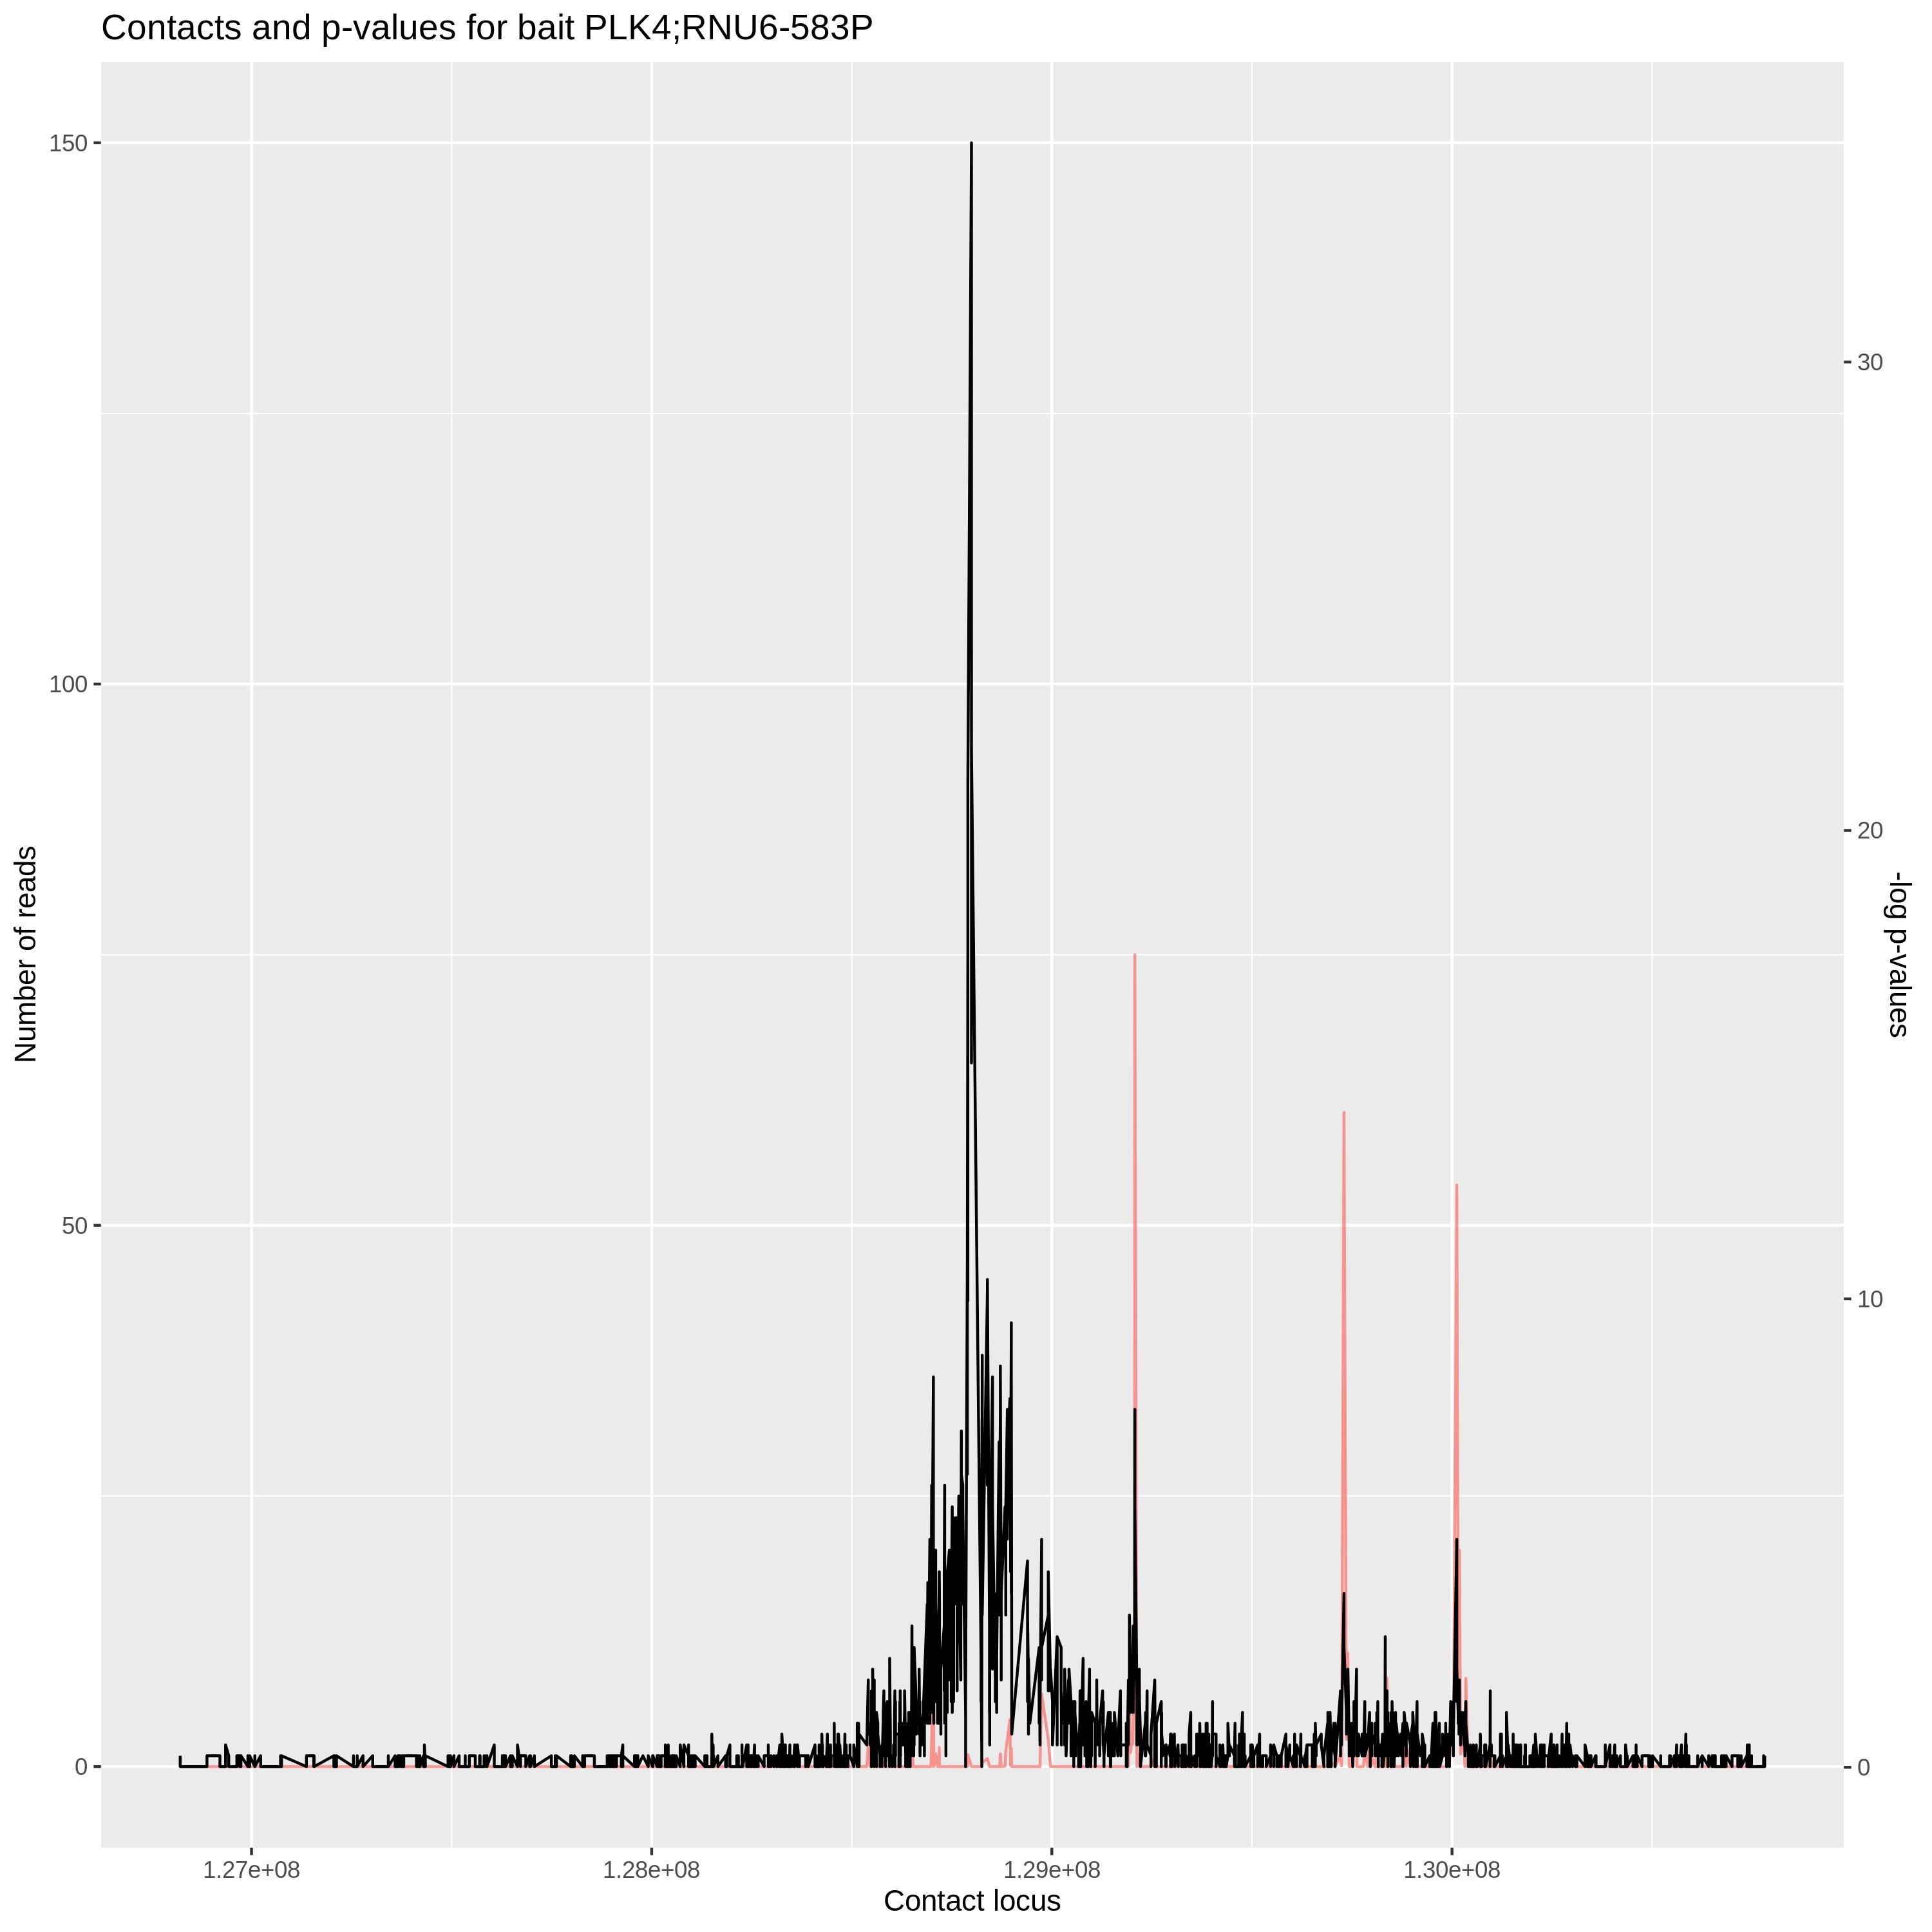 Contacts and p-values for bait PLK4;RNU6-583P
150
100
50
0
Number of reads
30
20
10
0
-log p-values
1.27e+08
1.28e+08
1.29e+08
1.30e+08
Contact locus